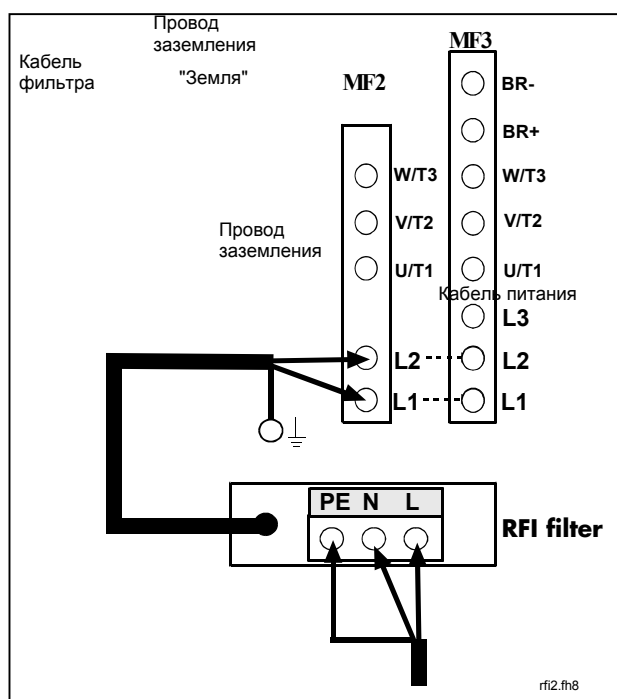 Провод
заземления
"Земля"
Кабель
фильтра
MF2
MF3
BR-
BR+
W/T3
W/T3
V/T2
V/T2
Провод
заземления
U/T1
U/T1
Кабель питания
L3
L2
L2
L1
L1
PE N L
RFI filter
rfi2.fh8